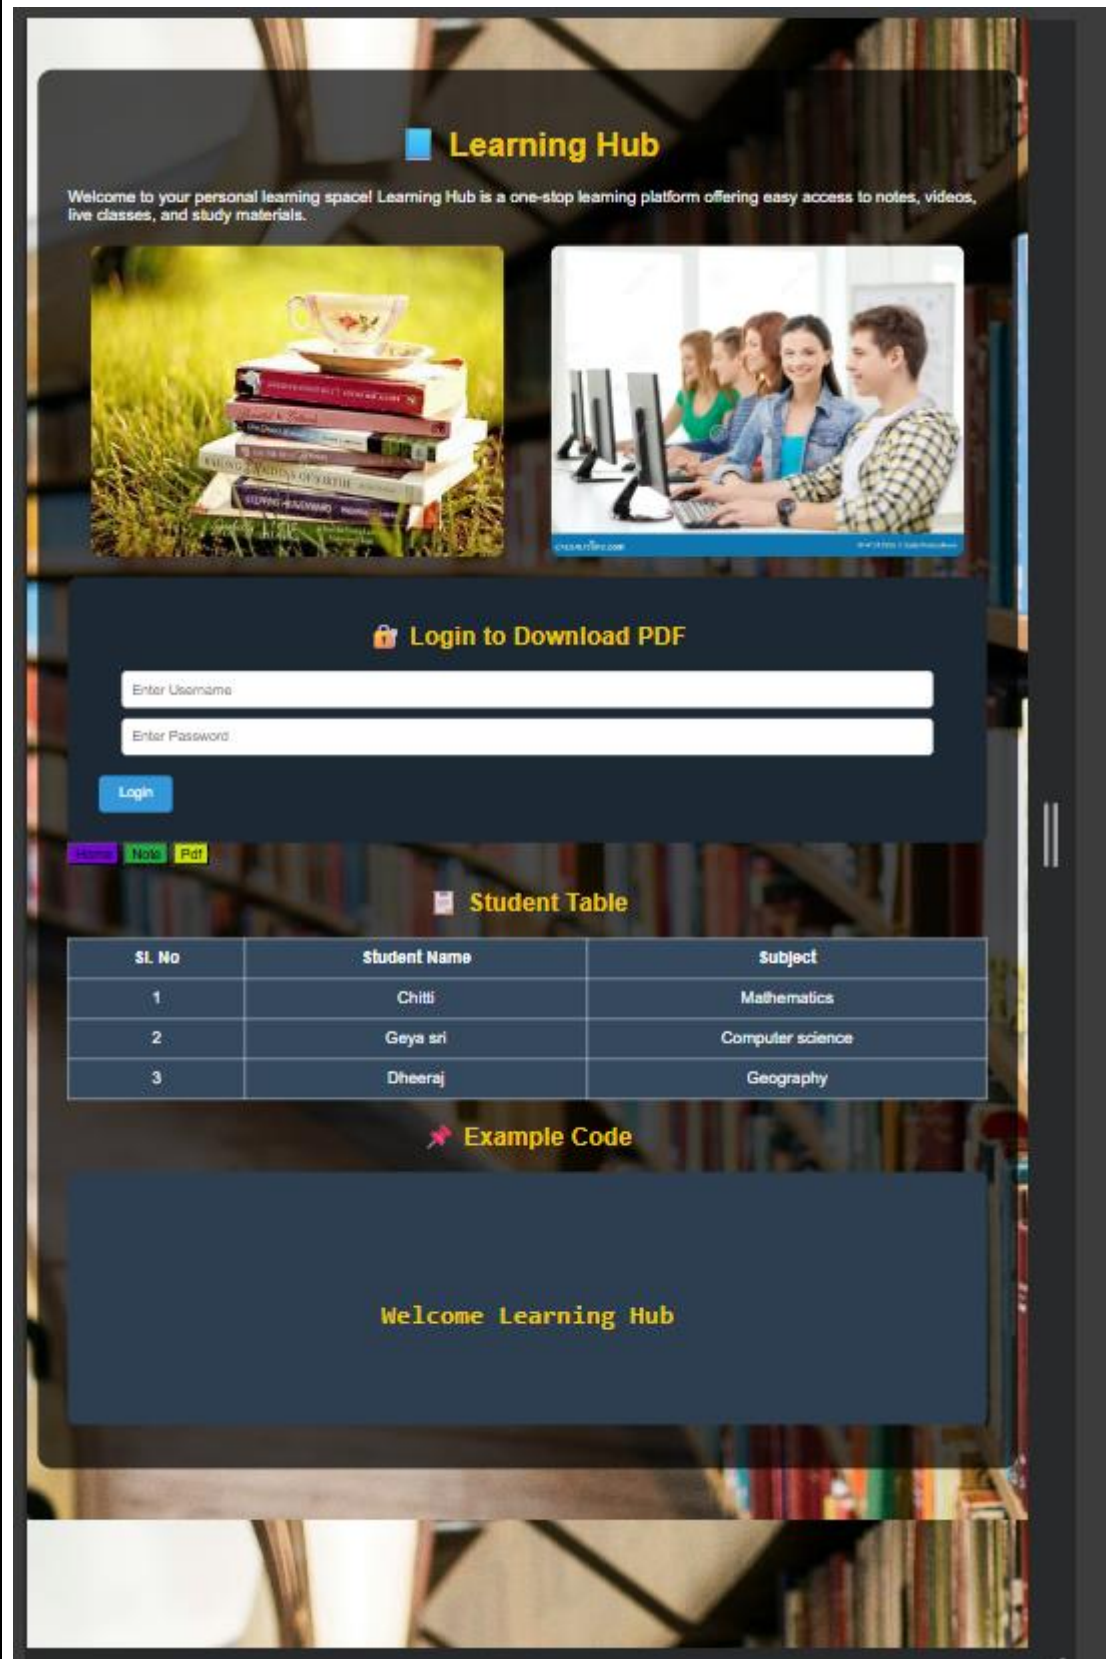 Learning Hub
Welcome to your personal learning space! Learning Hub is a one-stop learning platform offering easy access to notes, videos,
live classes, and study materials.
Login to Download PDF
Enter Username
Enter Password
Login
Home Note Pdf
Student Table
Sl. No Student Name Subject
1 Chitti Mathematics
2 Geya sri Computer science
3 Dheeraj Geography
Example Code
Welcome Learning Hub